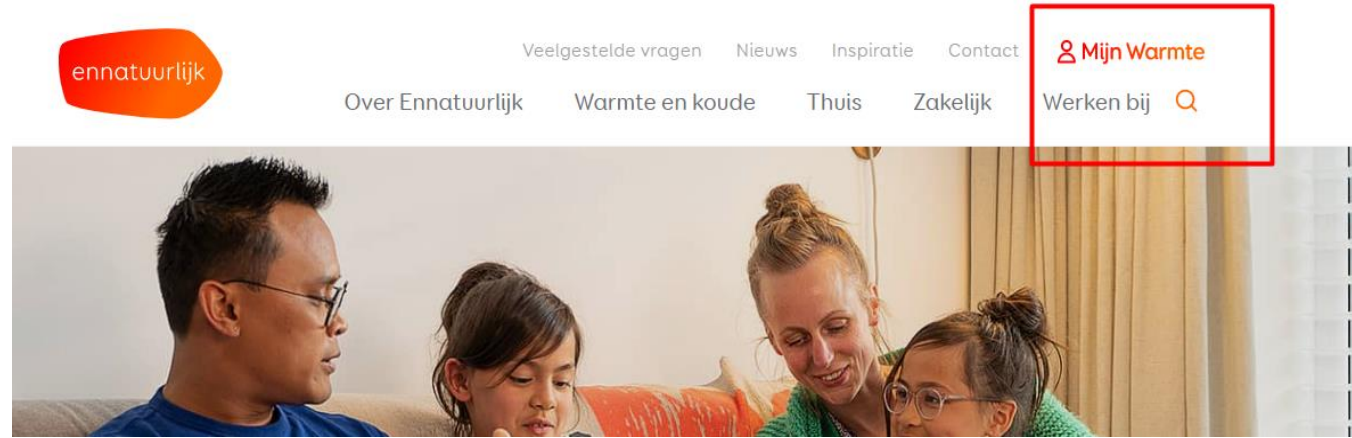 ennatuurlijk
Veelgestelde vragen Nieuws Inspiratie Contact Mijn Warmte
Over Ennatuurlijk Warmte en koude Thuis Zakelijk Werken bij